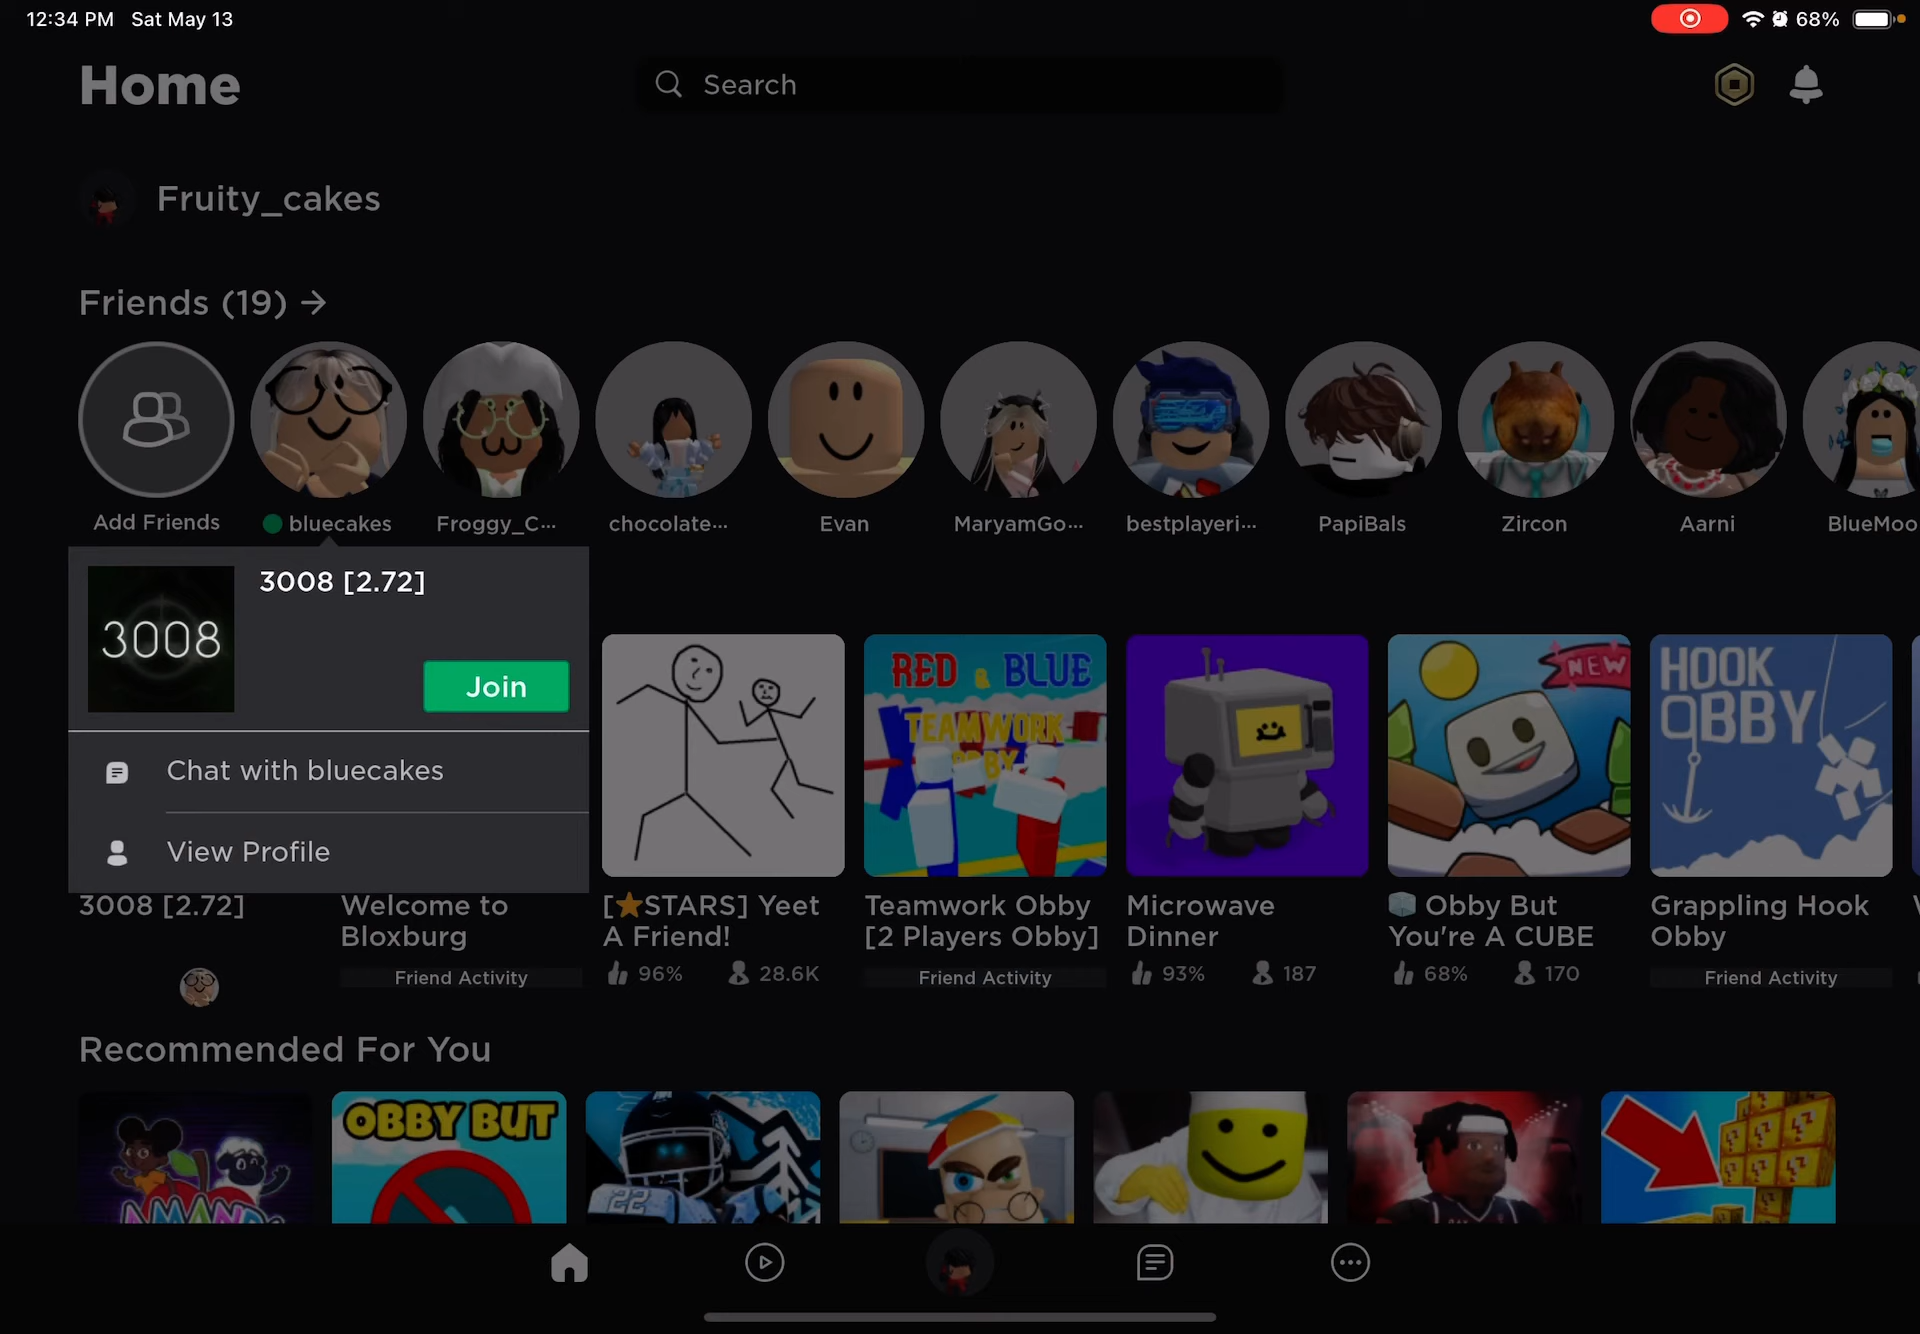 12:34 PM Sat May 13
68%
Home
Search
Fruity_cakes
Friends (19) →
Add Friends
bluecakes
Froggy_C...
chocolate...
Evan
MaryamGo...
bestplayeri...
PapiBals
Zircon
Aarni
BlueMoo
3008 [2.72]
3008
Join
Chat with bluecakes
View Profile
RED & BLUE
TEAMWORK
OBBY
NEW
HOOK
OBBY
3008 [2.72]
Welcome to
Bloxburg
Friend Activity
[⭐STARS] Yeet
A Friend!
96% 28.6K
Teamwork Obby
[2 Players Obby]
Friend Activity
Microwave
Dinner
93% 187
Obby But
You're A CUBE
68% 170
Grappling Hook
Obby
Friend Activity
Recommended For You
OBBY BUT
22